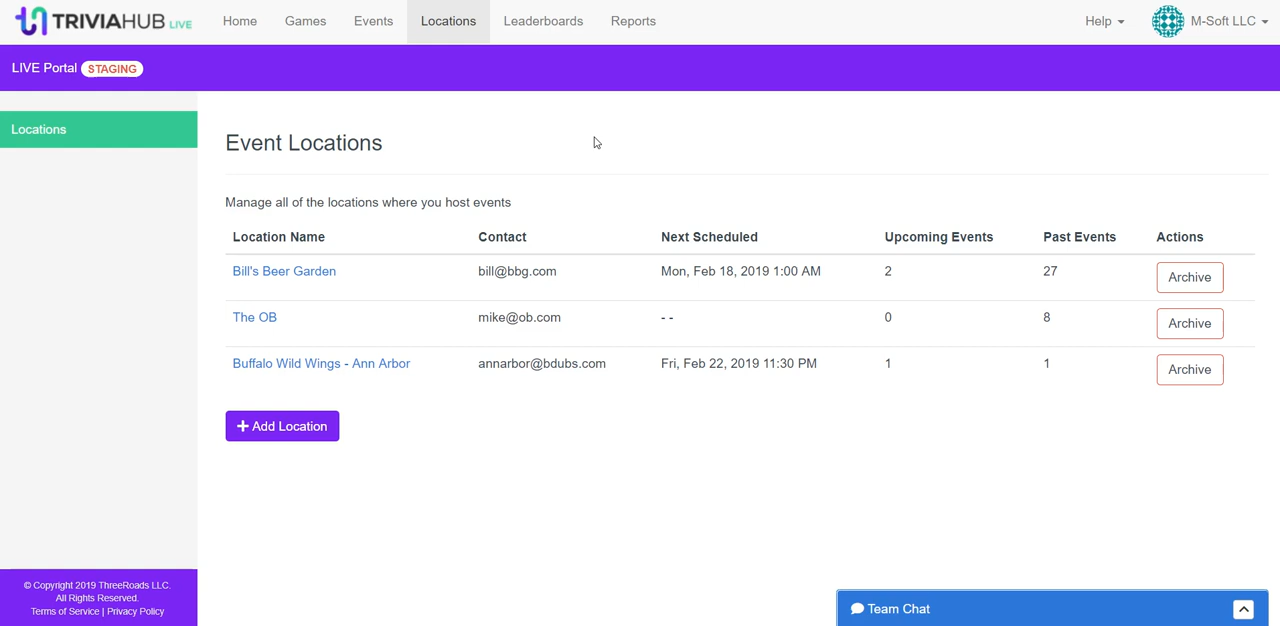 TRIVIAHUB LIVE Home Games Events Locations Leaderboards Reports Help M-Soft LLC
LIVE Portal STAGING
Locations
Event Locations
Manage all of the locations where you host events
Location Name Contact Next Scheduled Upcoming Events Past Events Actions
Bill's Beer Garden bill@bbg.com Mon, Feb 18, 2019 1:00 AM 2 27 Archive
The OB mike@ob.com - - 0 8 Archive
Buffalo Wild Wings - Ann Arbor annarbor@bdubs.com Fri, Feb 22, 2019 11:30 PM 1 1 Archive
+ Add Location
© Copyright 2019 ThreeRoads LLC.
All Rights Reserved.
Terms of Service | Privacy Policy
Team Chat